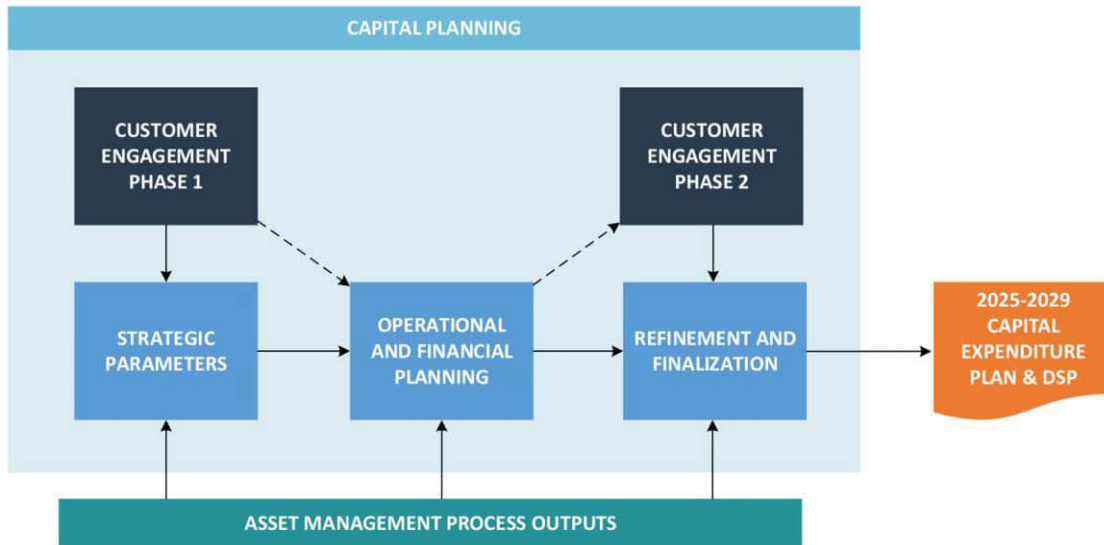 CAPITAL PLANNING
CUSTOMER
ENGAGEMENT
PHASE 1
CUSTOMER
ENGAGEMENT
PHASE 2
STRATEGIC
PARAMETERS
OPERATIONAL
AND FINANCIAL
PLANNING
REFINEMENT AND
FINALIZATION
2025-2029
CAPITAL
EXPENDITURE
PLAN & DSP
ASSET MANAGEMENT PROCESS OUTPUTS